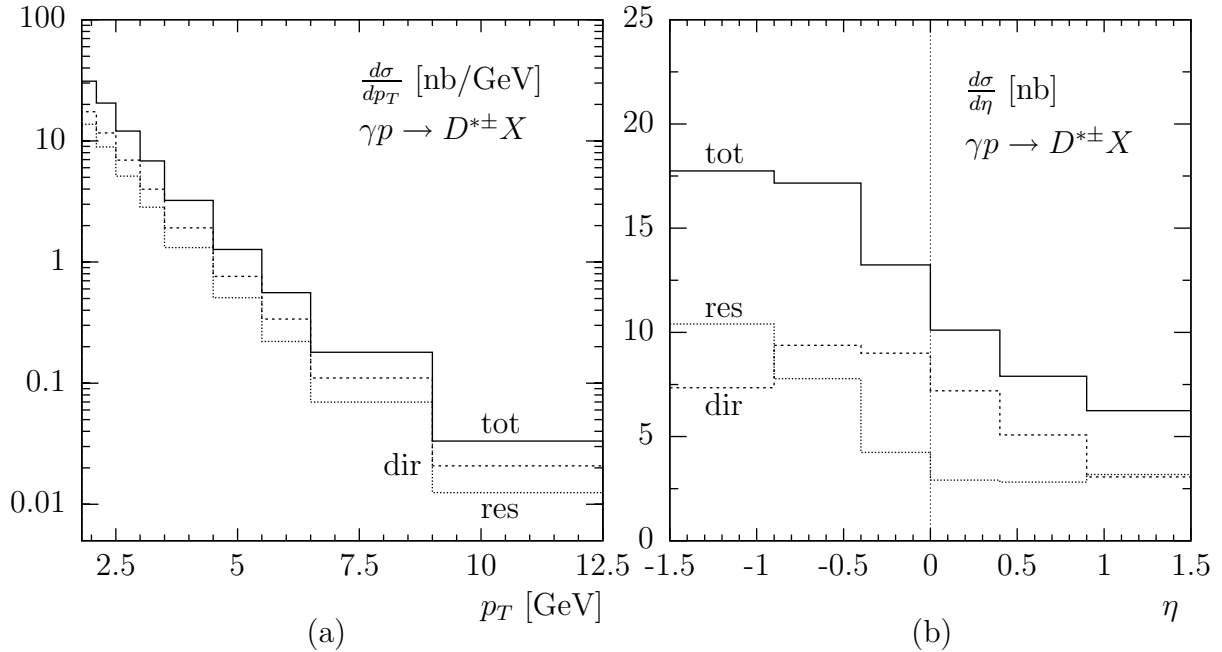 100
10
1
0.1
0.01
2.5 5 7.5 10 12.5
dσ/dp_T [nb/GeV]
γp → D*± X
tot
dir
res
p_T [GeV]
(a)
25
20
15
10
5
0
-1.5 -1 -0.5 0 0.5 1 1.5
dσ/dη [nb]
γp → D*± X
tot
res
dir
η
(b)